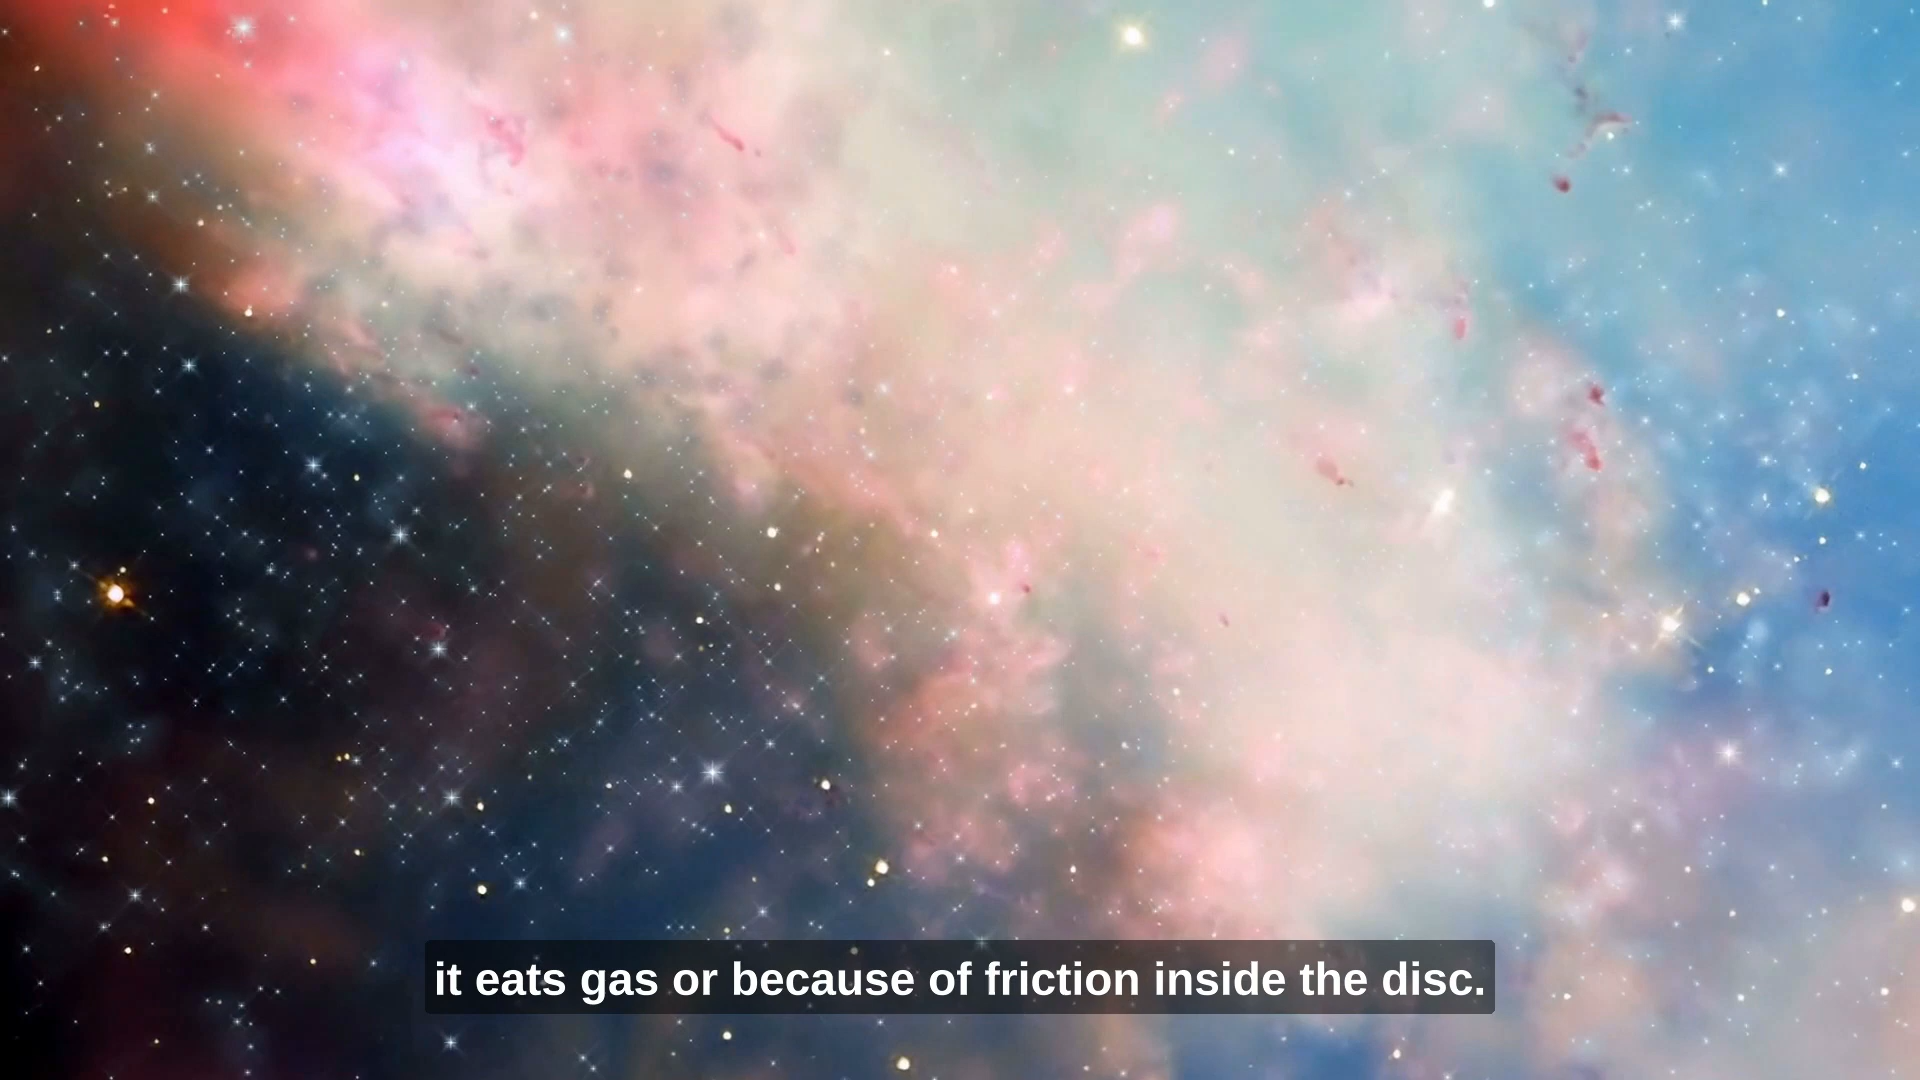 it eats gas or because of friction inside the disc.